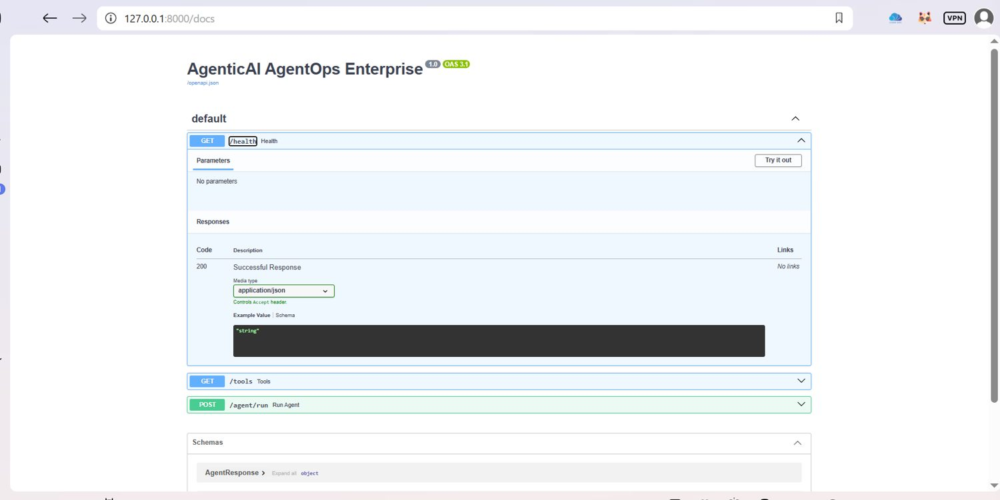 127.0.0.1:8000/docs
VPN
AgenticAI AgentOps Enterprise 1.0 OAS 3.1
/openapi.json
default
GET /health Health
Parameters
Try it out
No parameters
Responses
Code Description Links
200 Successful Response No links
Media type
application/json
Controls Accept header.
Example Value Schema
"string"
GET /tools Tools
POST /agent/run Run Agent
Schemas
AgentResponse Expand all object